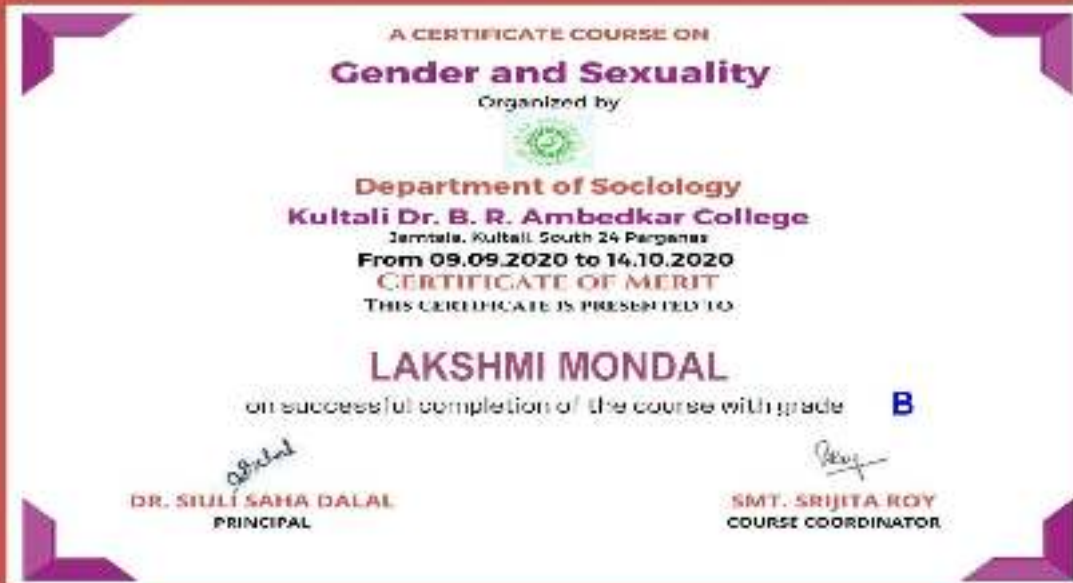 A CERTIFICATE COURSE ON
Gender and Sexuality
Organized by
Department of Sociology
Kultali Dr. B. R. Ambedkar College
Jamtala, Kultali, South 24 Parganas
From 09.09.2020 to 14.10.2020
CERTIFICATE OF MERIT
THIS CERTIFICATE IS PRESENTED TO
LAKSHMI MONDAL
on successful completion of the course with grade B
DR. SIULI SAHA DALAL
PRINCIPAL
SMT. SRIJITA ROY
COURSE COORDINATOR